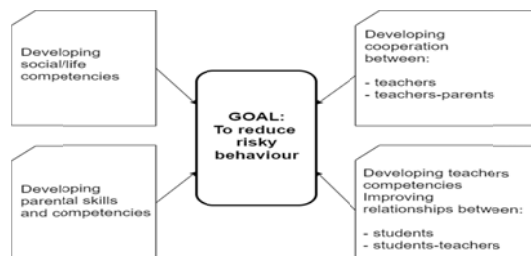 Developing
social/life
competencies
Developing
cooperation
between:
- teachers
- teachers-parents
GOAL:
To reduce
risky
behaviour
Developing
parental skills
and competencies
Developing teachers
competencies
Improving
relationships between:
- students
- students-teachers